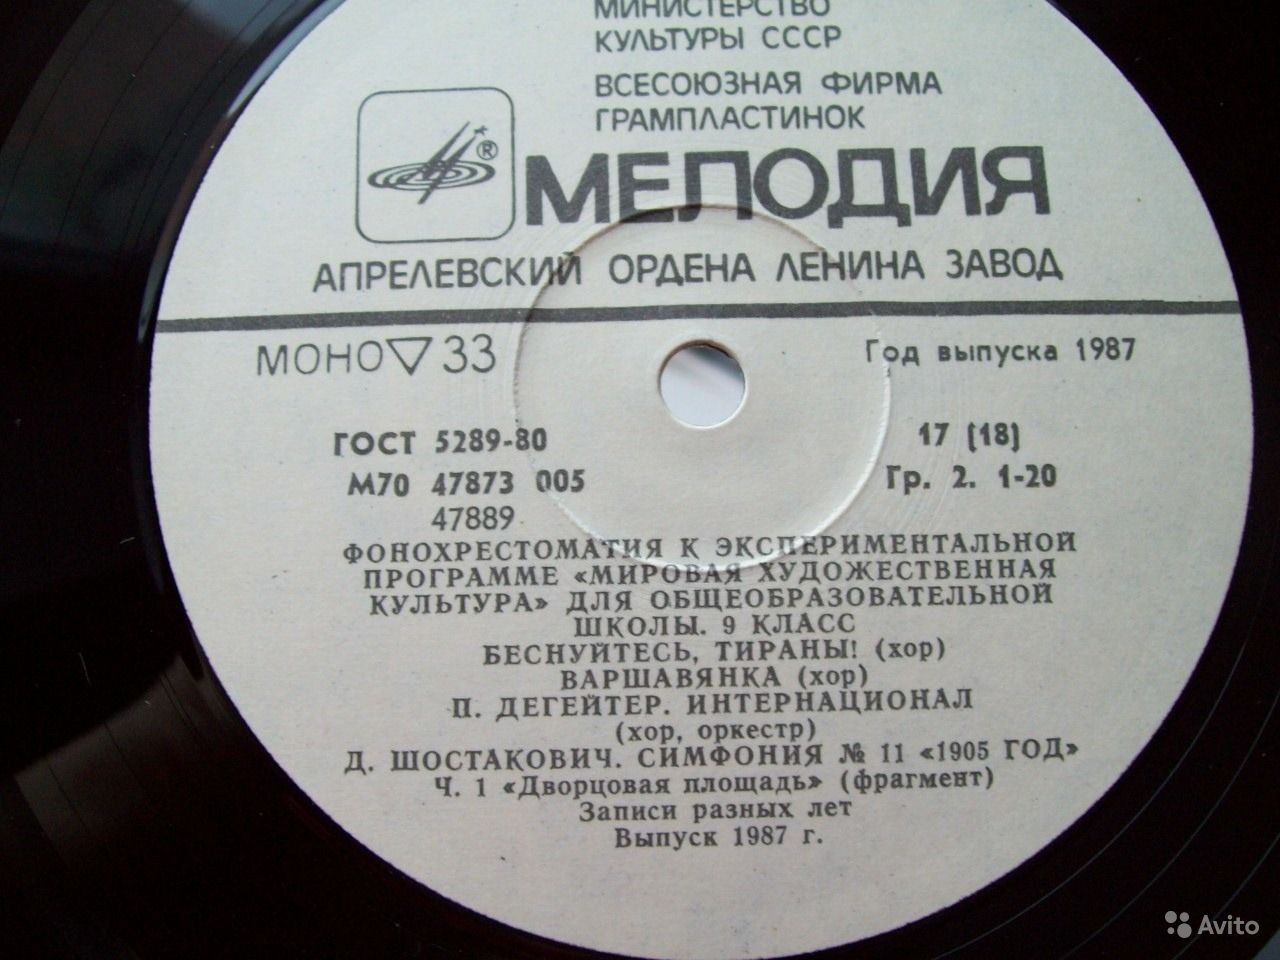 МИНИСТЕРСТВО
КУЛЬТУРЫ СССР
ВСЕСОЮЗНАЯ ФИРМА
ГРАМПЛАСТИНОК
®
МЕЛОДИЯ
АПРЕЛЕВСКИЙ ОРДЕНА ЛЕНИНА ЗАВОД
МОНО 33
Год выпуска 1987
ГОСТ 5289-80
17 (18)
М70 47873 005
Гр. 2. 1-20
47889
ФОНОХРЕСТОМАТИЯ К ЭКСПЕРИМЕНТАЛЬНОЙ
ПРОГРАММЕ «МИРОВАЯ ХУДОЖЕСТВЕННАЯ
КУЛЬТУРА» ДЛЯ ОБЩЕОБРАЗОВАТЕЛЬНОЙ
ШКОЛЫ. 9 КЛАСС
БЕСНУЙТЕСЬ, ТИРАНЫ! (хор)
ВАРШАВЯНКА (хор)
П. ДЕГЕЙТЕР. ИНТЕРНАЦИОНАЛ
(хор, оркестр)
Д. ШОСТАКОВИЧ. СИМФОНИЯ № 11 «1905 ГОД»
Ч. 1 «Дворцовая площадь» (фрагмент)
Записи разных лет
Выпуск 1987 г.
Avito